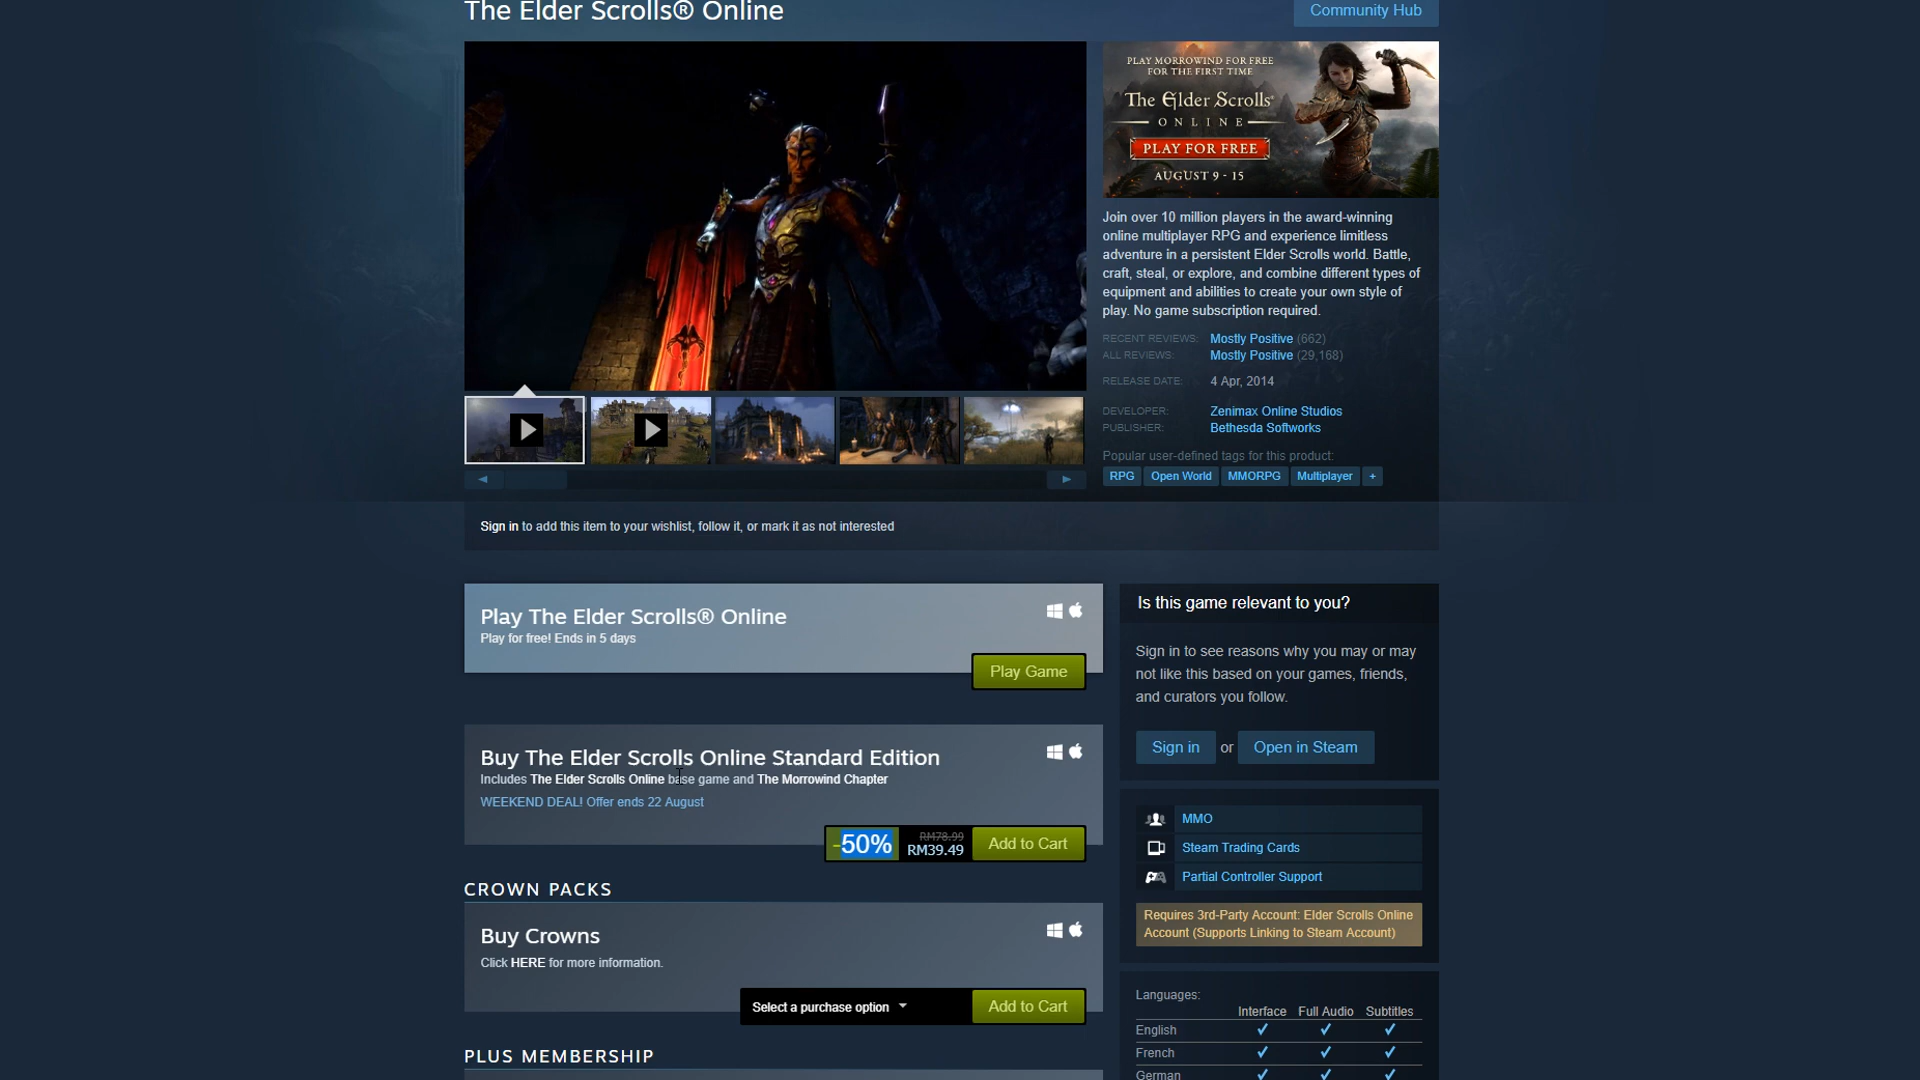 The Elder Scrolls® Online
Community Hub
PLAY MORROWIND FOR FREE
FOR THE FIRST TIME
The Elder Scrolls®
ONLINE
PLAY FOR FREE
AUGUST 9 - 15
Join over 10 million players in the award-winning
online multiplayer RPG and experience limitless
adventure in a persistent Elder Scrolls world. Battle,
craft, steal, or explore, and combine different types of
equipment and abilities to create your own style of
play. No game subscription required.
RECENT REVIEWS: Mostly Positive (662)
ALL REVIEWS: Mostly Positive (29,168)
RELEASE DATE: 4 Apr, 2014
DEVELOPER: Zenimax Online Studios
PUBLISHER: Bethesda Softworks
Popular user-defined tags for this product:
RPG Open World MMORPG Multiplayer +
Sign in to add this item to your wishlist, follow it, or mark it as not interested
Play The Elder Scrolls® Online
Play for free! Ends in 5 days
Play Game
Buy The Elder Scrolls Online Standard Edition
Includes The Elder Scrolls Online base game and The Morrowind Chapter
WEEKEND DEAL! Offer ends 22 August
-50% RM78.99 RM39.49 Add to Cart
CROWN PACKS
Buy Crowns
Click HERE for more information.
Select a purchase option Add to Cart
PLUS MEMBERSHIP
Is this game relevant to you?
Sign in to see reasons why you may or may
not like this based on your games, friends,
and curators you follow.
Sign in or Open in Steam
MMO
Steam Trading Cards
Partial Controller Support
Requires 3rd-Party Account: Elder Scrolls Online
Account (Supports Linking to Steam Account)
Languages:
Interface Full Audio Subtitles
English ✓ ✓ ✓
French ✓ ✓ ✓
German ✓ ✓ ✓